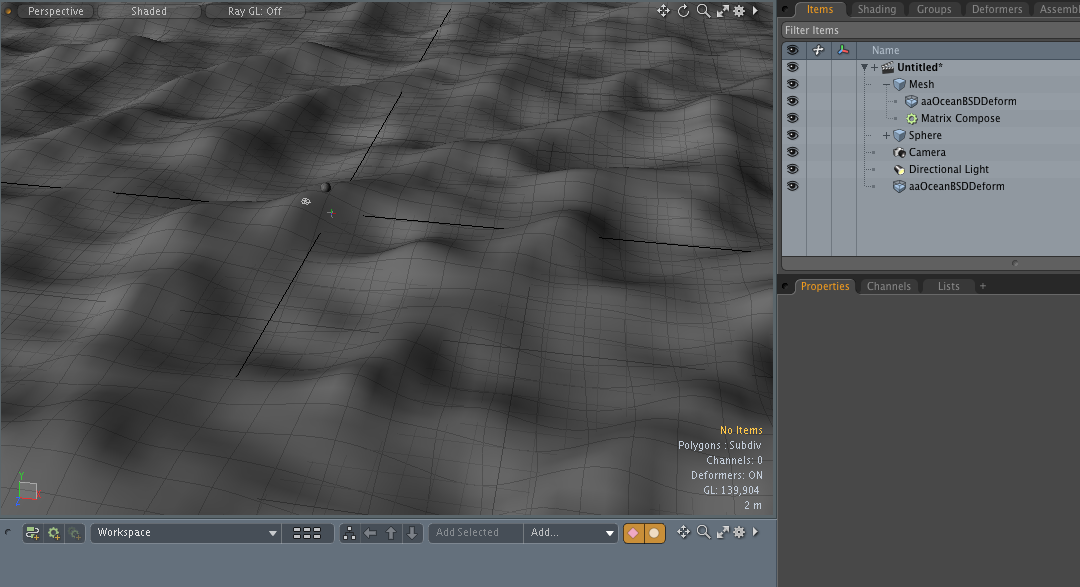 Perspective Shaded Ray GL: Off
Items Shading Groups Deformers Assembl
Filter Items
Name
Untitled*
Mesh
aaOceanBSDDeform
Matrix Compose
Sphere
Camera
Directional Light
aaOceanBSDDeform
Properties Channels Lists +
No Items
Polygons : Subdiv
Channels: 0
Deformers: ON
GL: 139,904
2 m
Y
Workspace Add Selected Add...